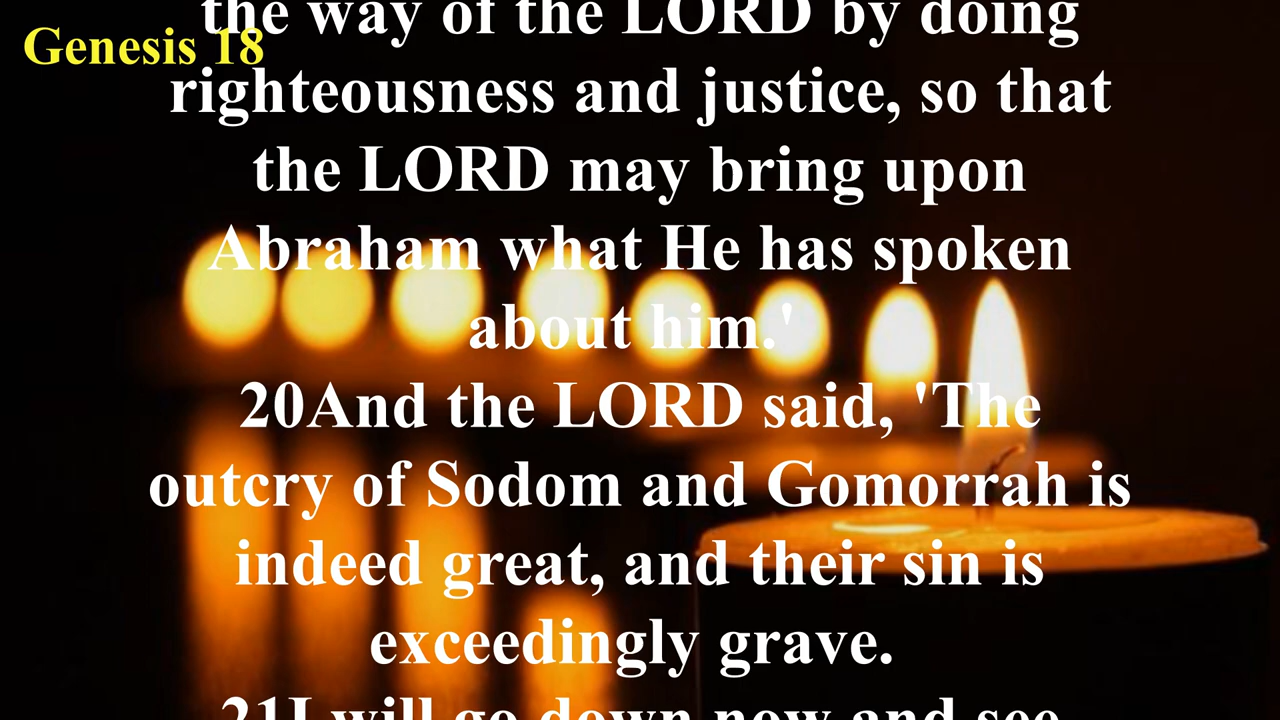 the way of the LORD by doing
Genesis 18
righteousness and justice, so that
the LORD may bring upon
Abraham what He has spoken
about him.'
20And the LORD said, 'The
outcry of Sodom and Gomorrah is
indeed great, and their sin is
exceedingly grave.
21I will go down now and see